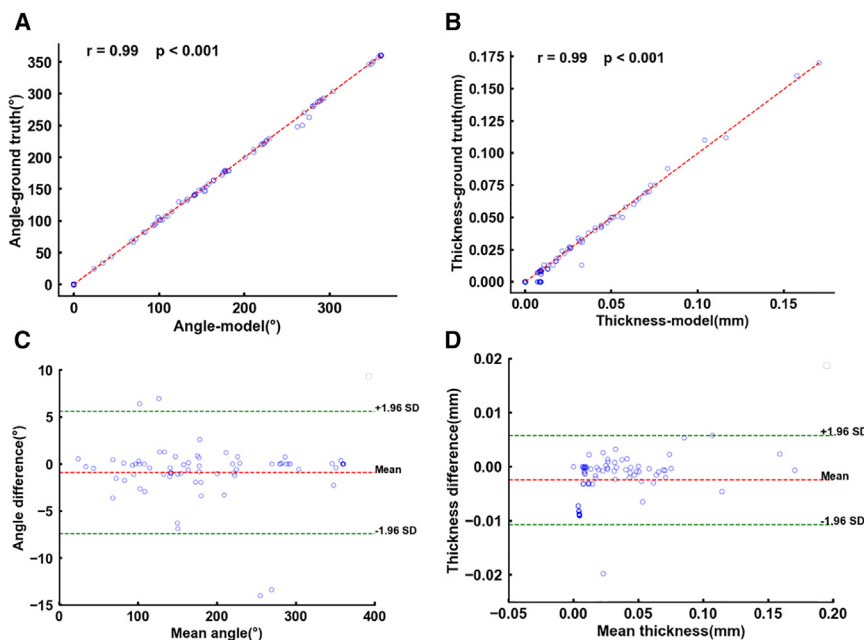 A
r = 0.99 p < 0.001
350
300
250
200
150
100
50
0
Angle-ground truth(°)
0 100 200 300
Angle-model(°)
B
r = 0.99 p < 0.001
0.175
0.150
0.125
0.100
0.075
0.050
0.025
0.000
Thickness-ground truth(mm)
0.00 0.05 0.10 0.15
Thickness-model(mm)
C
10
5
0
−5
−10
−15
Angle difference(°)
+1.96 SD
Mean
-1.96 SD
0 100 200 300 400
Mean angle(°)
D
0.02
0.01
0.00
−0.01
−0.02
Thickness difference(mm)
+1.96 SD
Mean
-1.96 SD
−0.05 0.00 0.05 0.10 0.15 0.20
Mean thickness(mm)